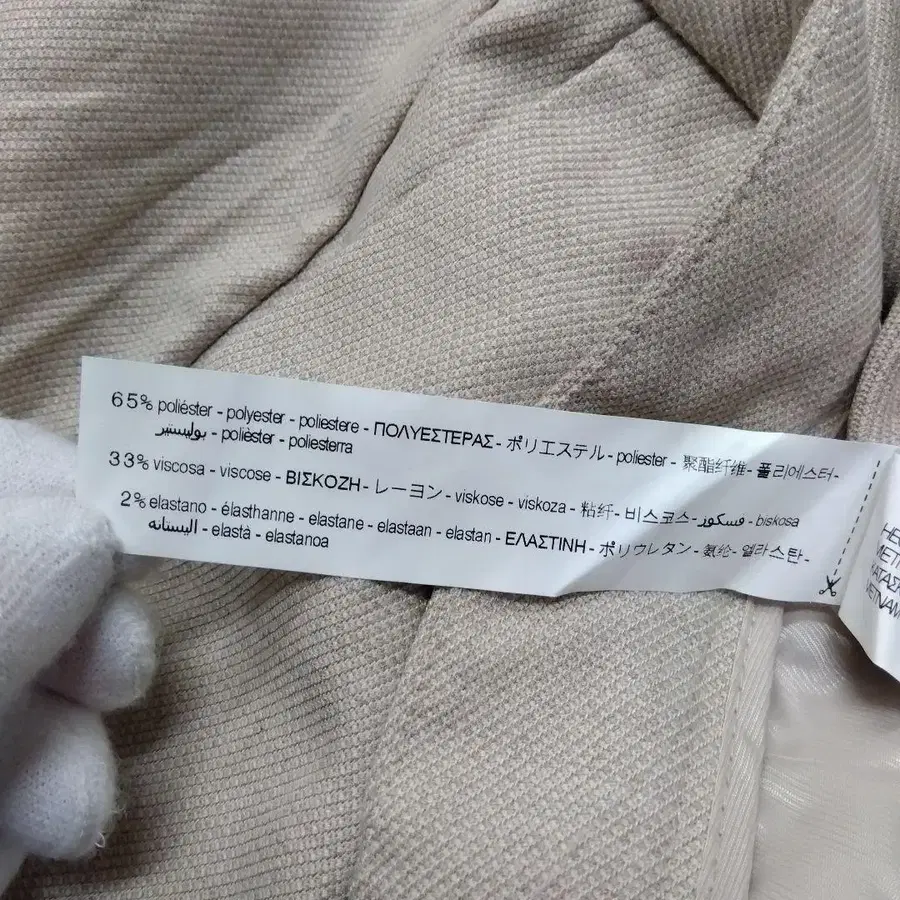 65% poliéster - polyester - poliestere - ΠΟΛΥΕΣΤΕΡΑΣ - ポリエステル - poliester - 聚酯纤维 - 폴리에스터 -
بوليستير - polièster - poliesterra
33% viscosa - viscose - ΒΙΣΚΟΖΗ - レーヨン - viskose - viskoza - 粘纤 - 비스코스 - فسكوز - biskosa
2% elastano - élasthanne - elastane - elastaan - elastan - ΕΛΑΣΤΙΝΗ - ポリウレタン - 氨纶 - 엘라스탄 -
اليستانه - elastà - elastanoa